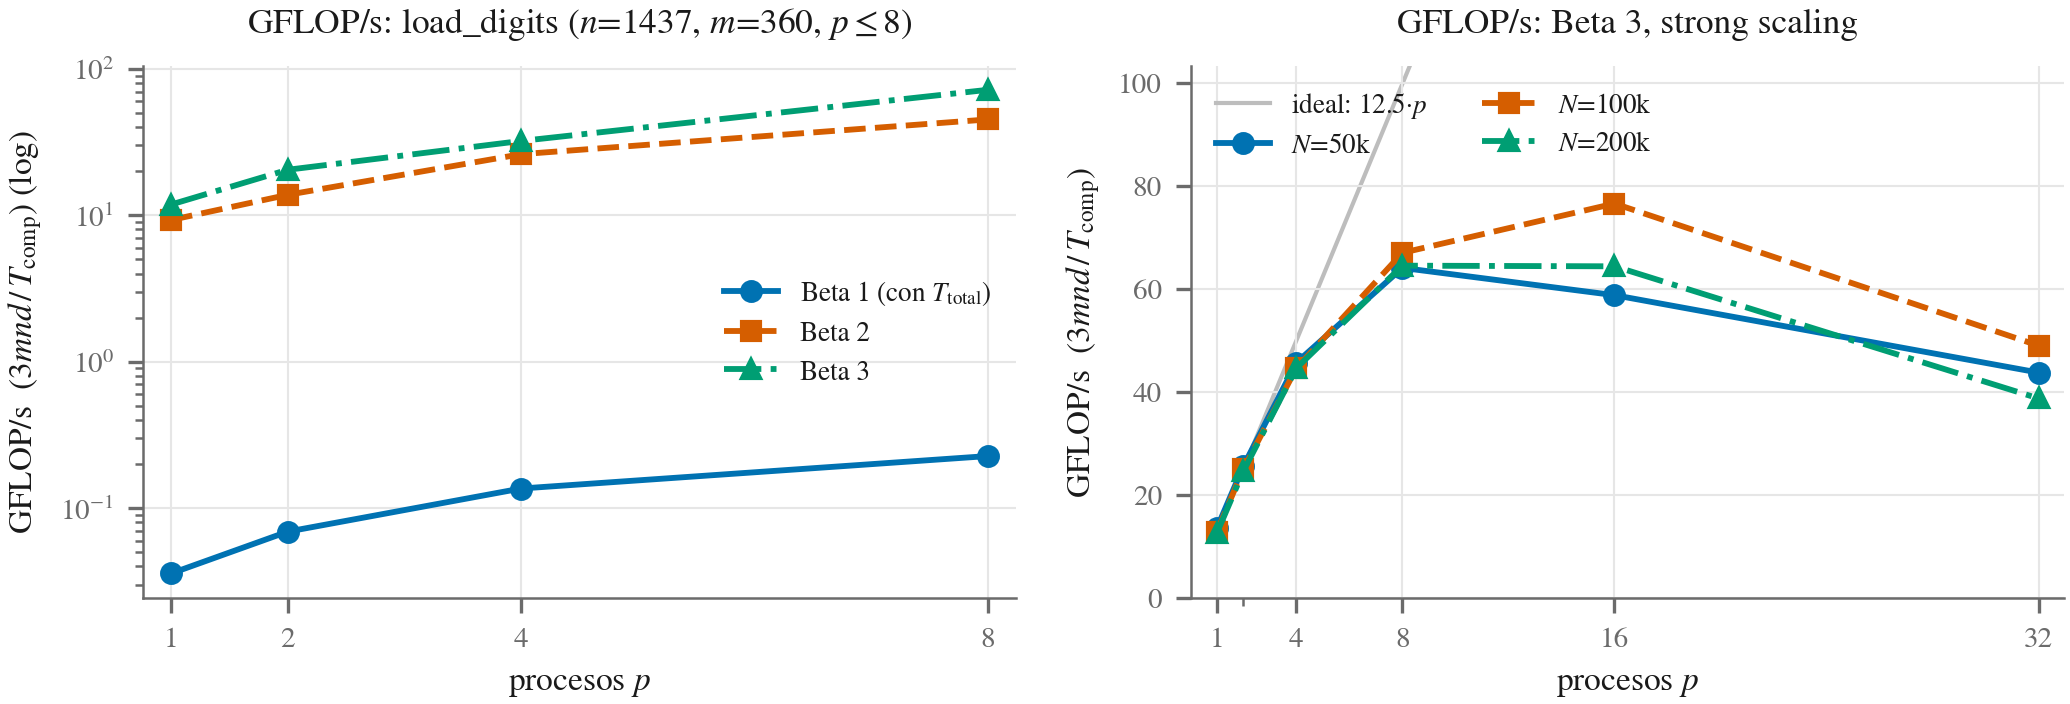 GFLOP/s: load_digits (n=1437, m=360, p ≤ 8)
GFLOP/s (3mnd/T_comp) (log)
10²
10¹
10⁰
10⁻¹
Beta 1 (con T_total)
Beta 2
Beta 3
1 2 4 8
procesos p
GFLOP/s: Beta 3, strong scaling
GFLOP/s (3mnd/T_comp)
100
80
60
40
20
0
ideal: 12.5·p
N=50k
N=100k
N=200k
1 4 8 16 32
procesos p